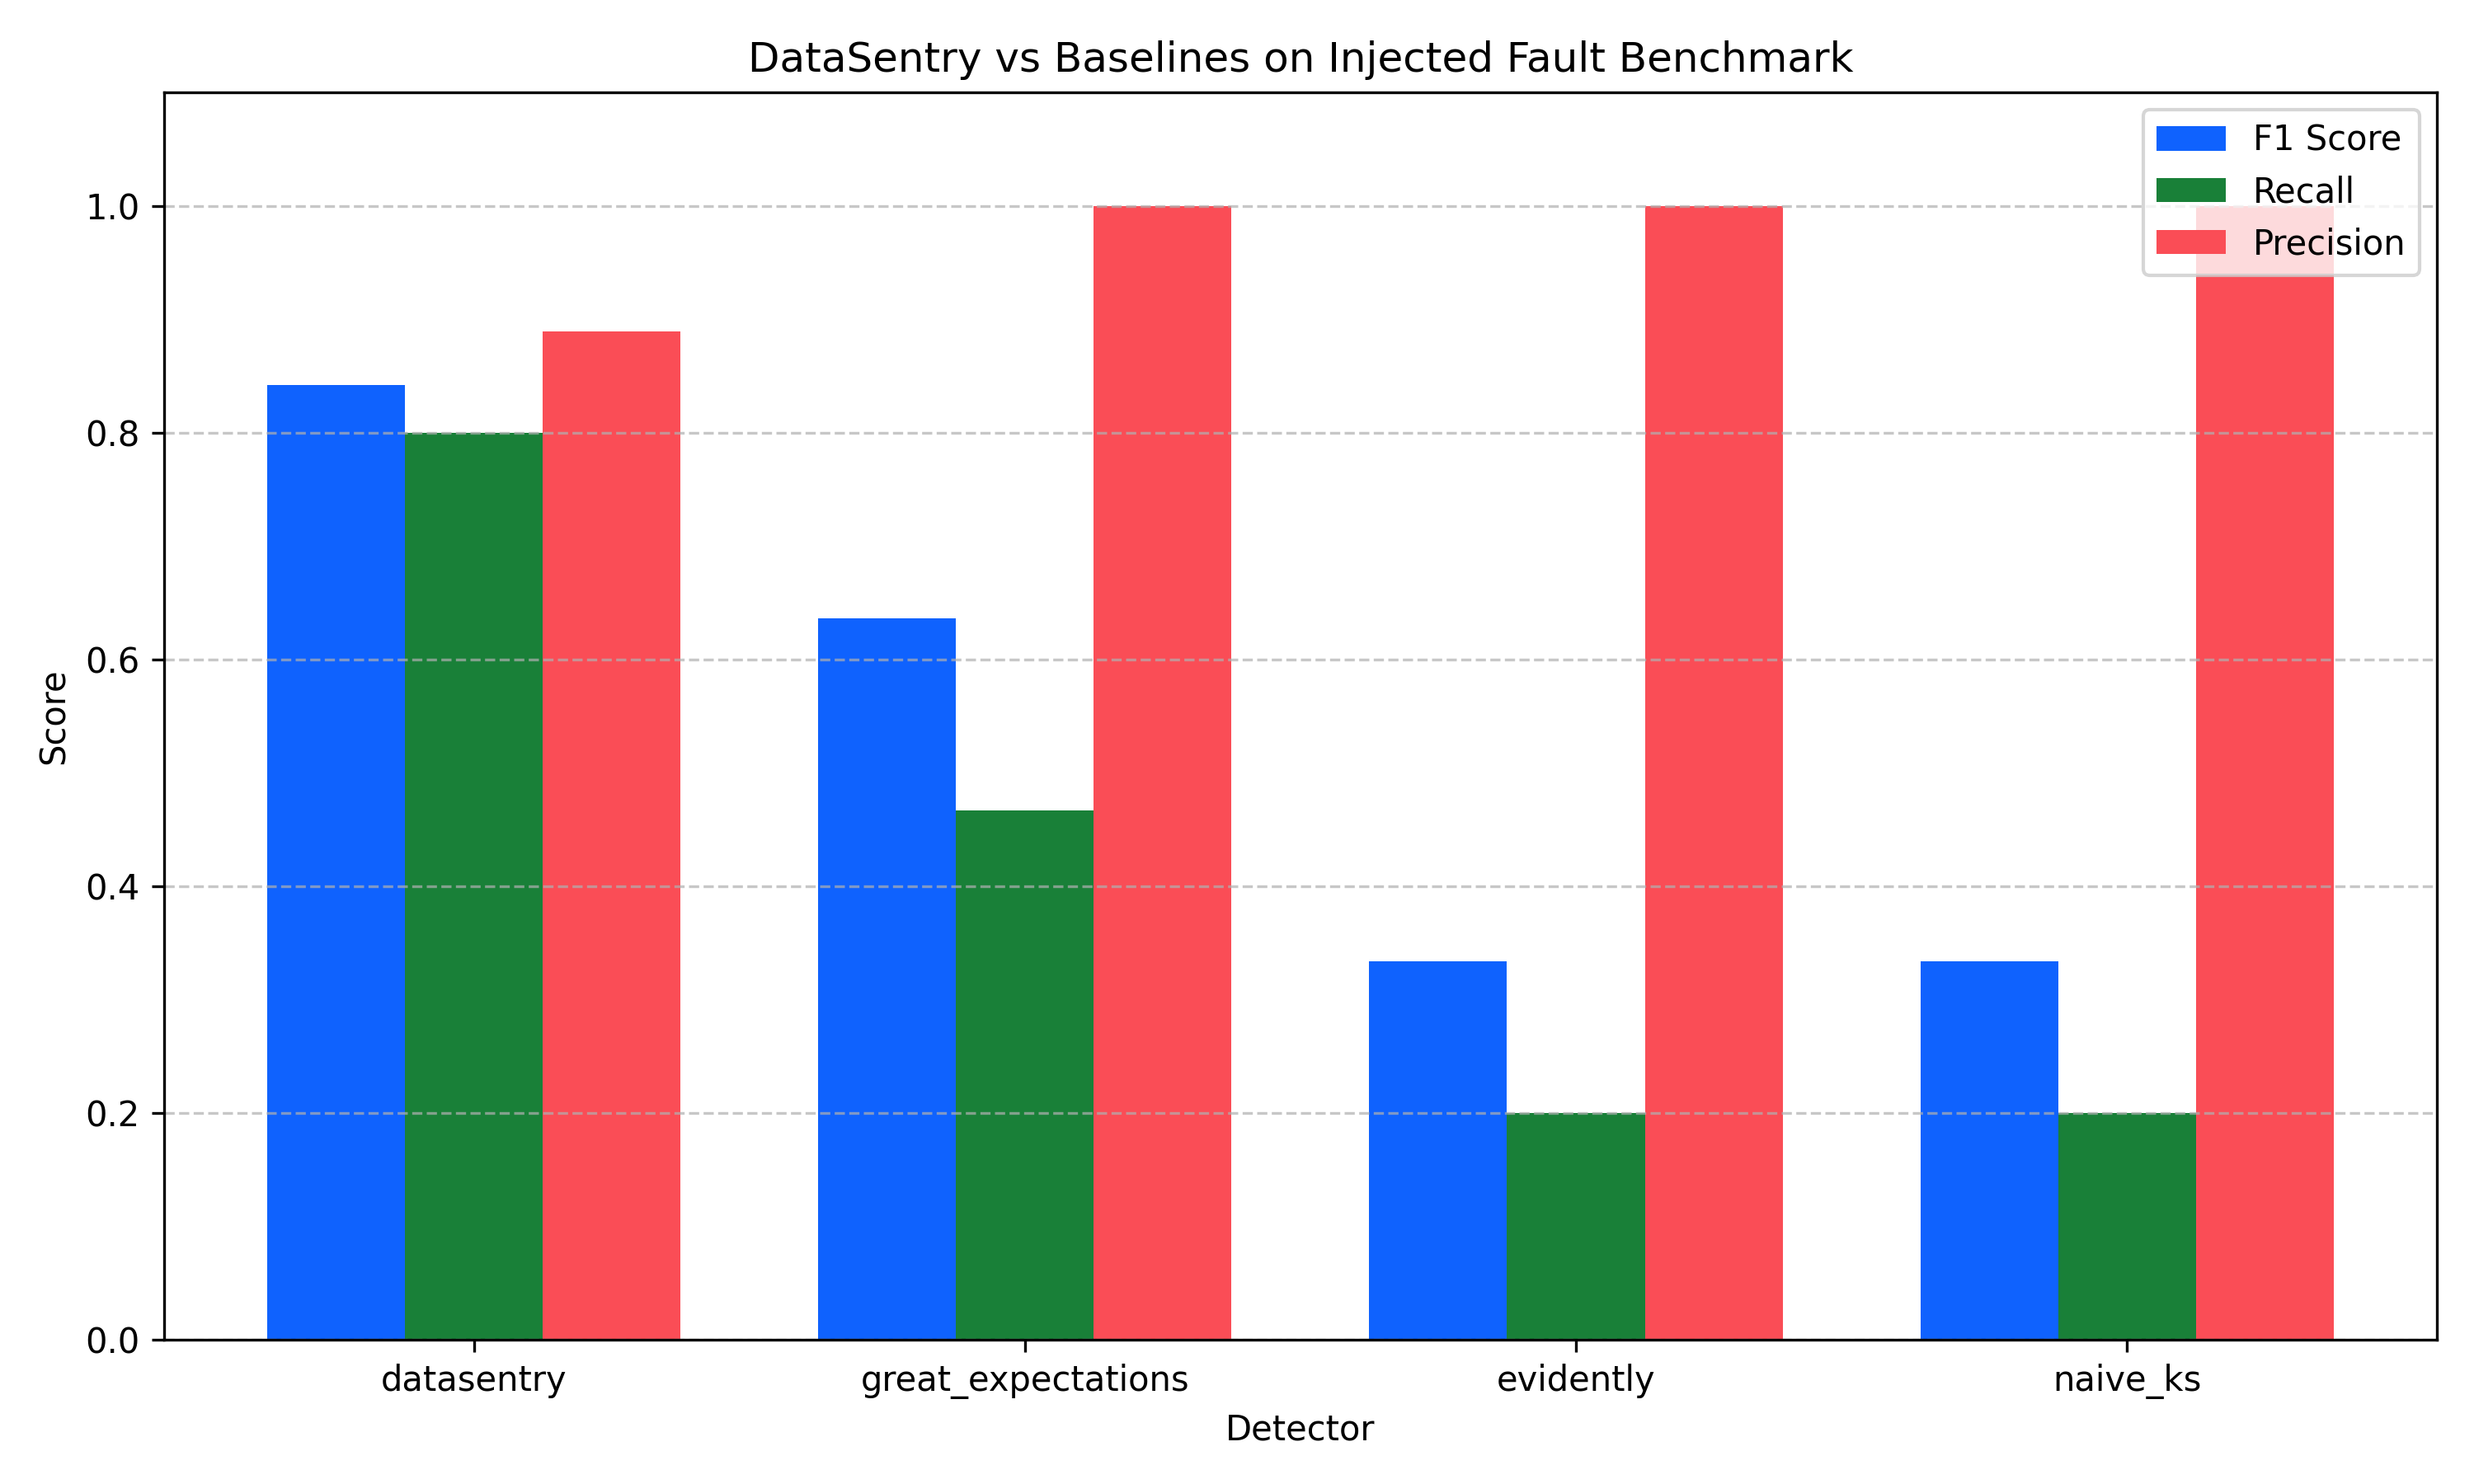 DataSentry vs Baselines on Injected Fault Benchmark
F1 Score
Recall
Precision
1.0
0.8
0.6
0.4
0.2
0.0
Score
datasentry
great_expectations
evidently
naive_ks
Detector